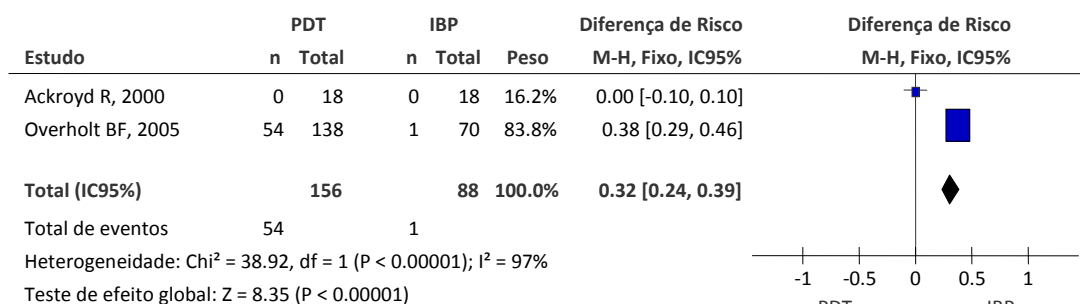 PDT IBP Diferença de Risco Diferença de Risco
Estudo n Total n Total Peso M-H, Fixo, IC95% M-H, Fixo, IC95%
Ackroyd R, 2000 0 18 0 18 16.2% 0.00 [-0.10, 0.10]
Overholt BF, 2005 54 138 1 70 83.8% 0.38 [0.29, 0.46]
Total (IC95%) 156 88 100.0% 0.32 [0.24, 0.39]
Total de eventos 54 1
Heterogeneidade: Chi² = 38.92, df = 1 (P < 0.00001); I² = 97%
-1 -0.5 0 0.5 1
Teste de efeito global: Z = 8.35 (P < 0.00001)
PDT IBP